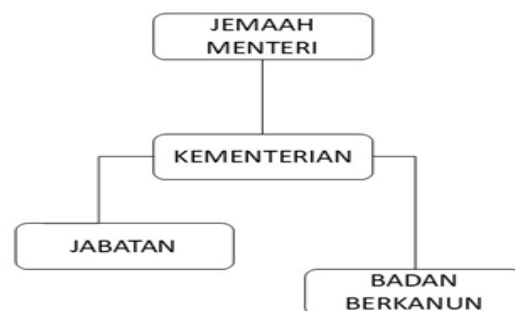 JEMAAH
MENTERI
KEMENTERIAN
JABATAN
BADAN
BERKANUN